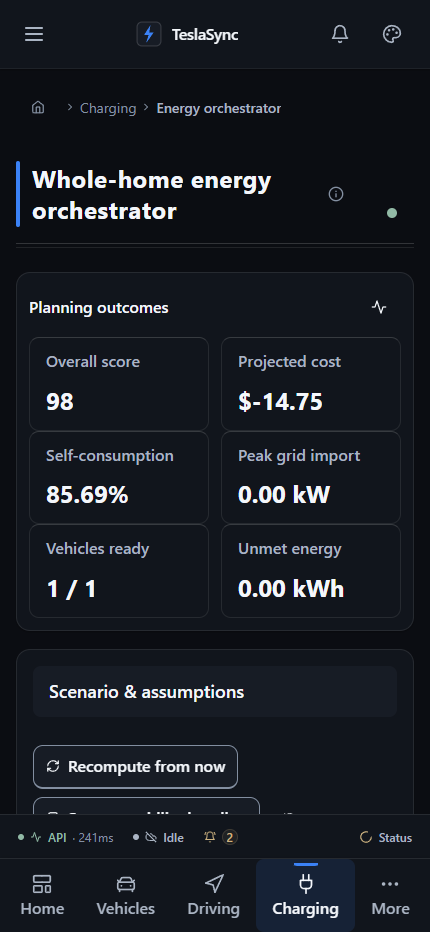 TeslaSync
Charging
Energy orchestrator
Whole-home energy
orchestrator
Planning outcomes
Overall score
98
Projected cost
$-14.75
Self-consumption
85.69%
Peak grid import
0.00 kW
Vehicles ready
1 / 1
Unmet energy
0.00 kWh
Scenario & assumptions
Recompute from now
API · 241ms
Idle
2
Status
Home
Vehicles
Driving
Charging
More